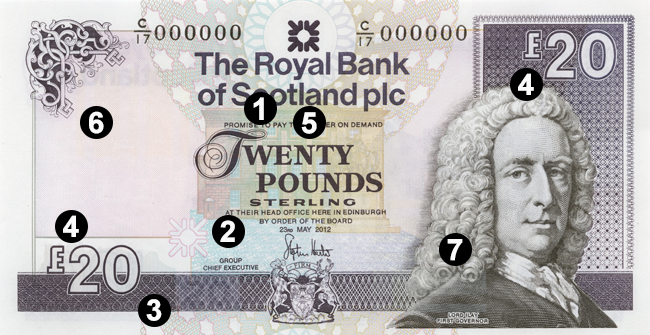 C/17 000000
C/17 000000
£20
The Royal Bank
of Scotland plc
4
1
6
5
PROMISE TO PAY ON DEMAND
TWENTY
POUNDS
STERLING
AT THEIR HEAD OFFICE HERE IN EDINBURGH
BY ORDER OF THE BOARD
23RD MAY 2012
4
2
7
£20
GROUP
CHIEF EXECUTIVE
3
LORD ILAY
FIRST GOVERNOR